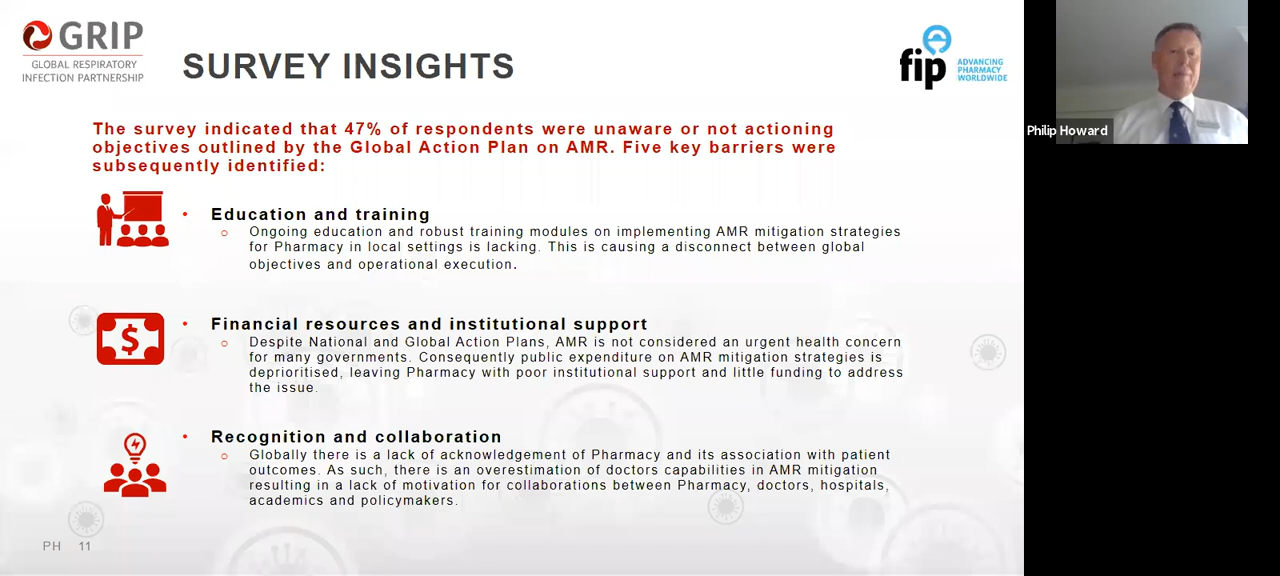 GRIP
GLOBAL RESPIRATORY
INFECTION PARTNERSHIP
SURVEY INSIGHTS
fip
ADVANCING
PHARMACY
WORLDWIDE
Philip Howard
The survey indicated that 47% of respondents were unaware or not actioning
objectives outlined by the Global Action Plan on AMR. Five key barriers were
subsequently identified:
• Education and training
○ Ongoing education and robust training modules on implementing AMR mitigation strategies
for Pharmacy in local settings is lacking. This is causing a disconnect between global
objectives and operational execution.
$
• Financial resources and institutional support
○ Despite National and Global Action Plans, AMR is not considered an urgent health concern
for many governments. Consequently public expenditure on AMR mitigation strategies is
deprioritised, leaving Pharmacy with poor institutional support and little funding to address
the issue.
• Recognition and collaboration
○ Globally there is a lack of acknowledgement of Pharmacy and its association with patient
outcomes. As such, there is an overestimation of doctors capabilities in AMR mitigation
resulting in a lack of motivation for collaborations between Pharmacy, doctors, hospitals,
academics and policymakers.
PH 11